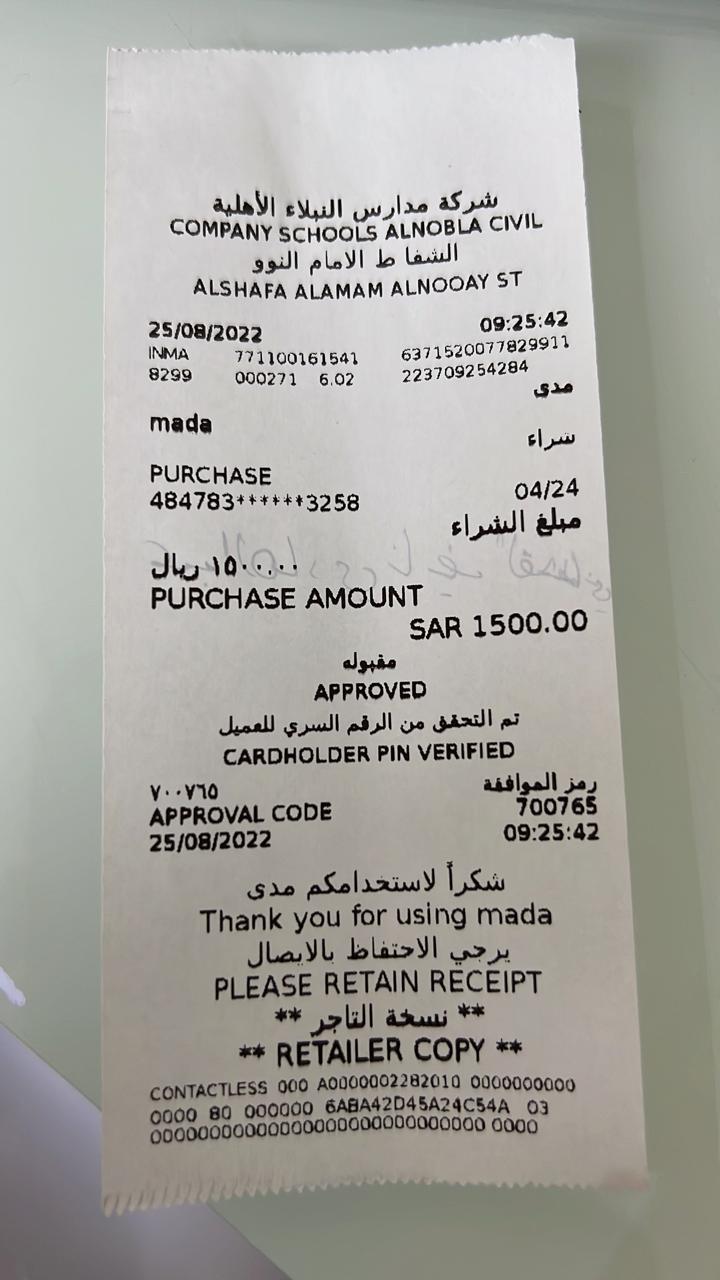 شركة مدارس النبلاء الأهلية
COMPANY SCHOOLS ALNOBLA CIVIL
الشفا ط الامام النوو
ALSHAFA ALAMAM ALNOOAY ST
25/08/2022 09:25:42
INMA 771100161541 6371520077829911
8299 000271 6.02 223709254284
مدى
mada
شراء
PURCHASE
484783******3258 04/24
مبلغ الشراء
١٥٠٠.٠٠ ريال
PURCHASE AMOUNT
SAR 1500.00
مقبوله
APPROVED
تم التحقق من الرقم السري للعميل
CARDHOLDER PIN VERIFIED
٧٠٠٧٦٥ رمز الموافقة
APPROVAL CODE 700765
25/08/2022 09:25:42
شكراً لاستخدامكم مدى
Thank you for using mada
يرجي الاحتفاظ بالايصال
PLEASE RETAIN RECEIPT
** نسخة التاجر **
** RETAILER COPY **
CONTACTLESS 000 A0000002282010 0000000000
0000 80 000000 6ABA42D45A24C54A 03
000000000000000000000000000000 0000